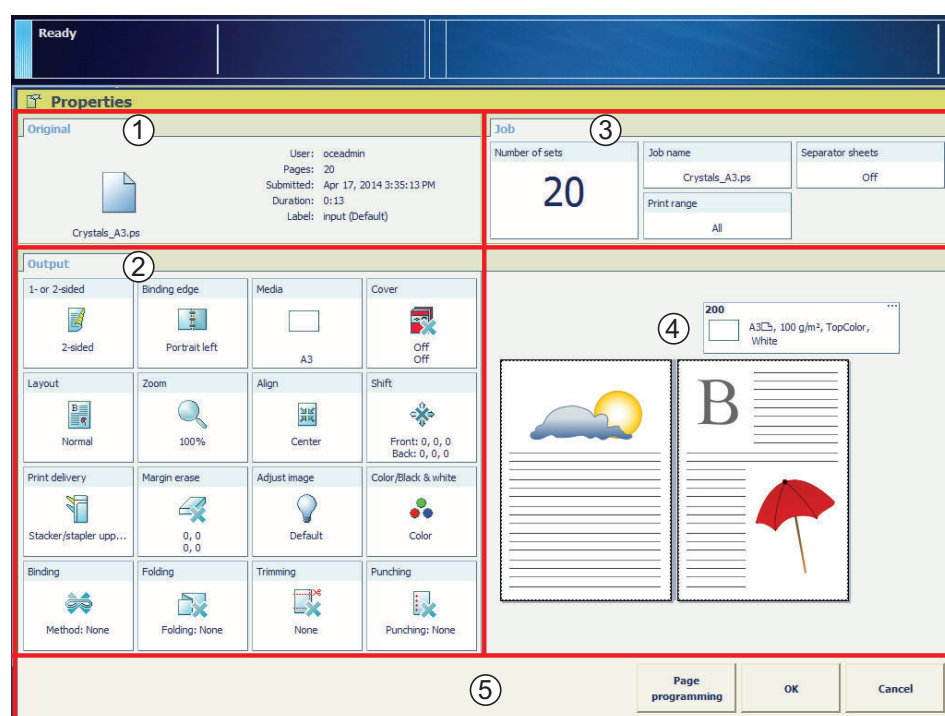 Ready
Properties
Original
1
User: oceadmin
Pages: 20
Submitted: Apr 17, 2014 3:35:13 PM
Duration: 0:13
Label: input (Default)
Crystals_A3.ps
Job
3
Number of sets
20
Job name
Crystals_A3.ps
Separator sheets
Off
Print range
All
Output
2
1- or 2-sided
2-sided
Binding edge
Portrait left
Media
A3
Cover
Off
Off
Layout
B
Normal
Zoom
100%
Align
Center
Shift
Front: 0, 0, 0
Back: 0, 0, 0
Print delivery
Stacker/stapler upp...
Margin erase
0, 0
0, 0
Adjust image
Default
Color/Black & white
Color
Binding
Method: None
Folding
Folding: None
Trimming
None
Punching
Punching: None
4
200
...
A3, 100 g/m², TopColor,
White
B
5
Page
programming
OK
Cancel